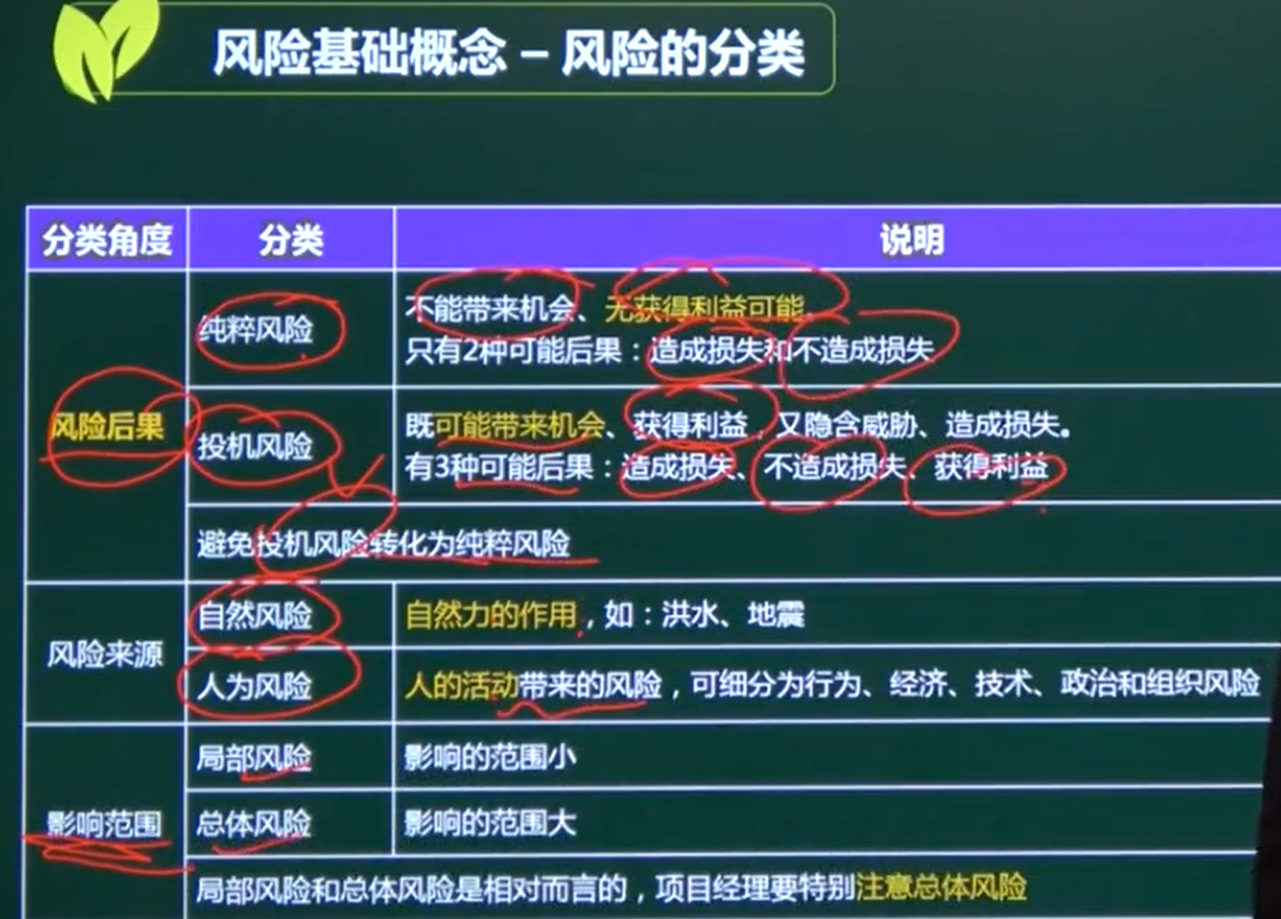 风险基础概念 – 风险的分类
分类角度 分类 说明
风险后果
纯粹风险
不能带来机会、无获得利益可能。
只有2种可能后果：造成损失和不造成损失
投机风险
既可能带来机会、获得利益，又隐含威胁、造成损失。
有3种可能后果：造成损失、不造成损失、获得利益
避免投机风险转化为纯粹风险
风险来源
自然风险
自然力的作用，如：洪水、地震
人为风险
人的活动带来的风险，可细分为行为、经济、技术、政治和组织风险
影响范围
局部风险
影响的范围小
总体风险
影响的范围大
局部风险和总体风险是相对而言的，项目经理要特别注意总体风险